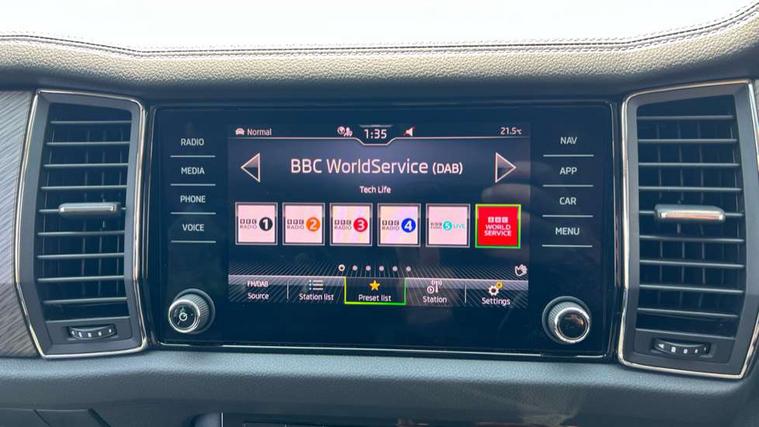 RADIO
MEDIA
PHONE
VOICE
Normal 1:35 21.5°C
BBC WorldService (DAB)
Tech Life
BBC RADIO 1
BBC RADIO 2
BBC RADIO 3
BBC RADIO 4
BBC 5 LIVE
BBC WORLD SERVICE
FM/DAB
Source
Station list
Preset list
Station
Settings
NAV
APP
CAR
MENU